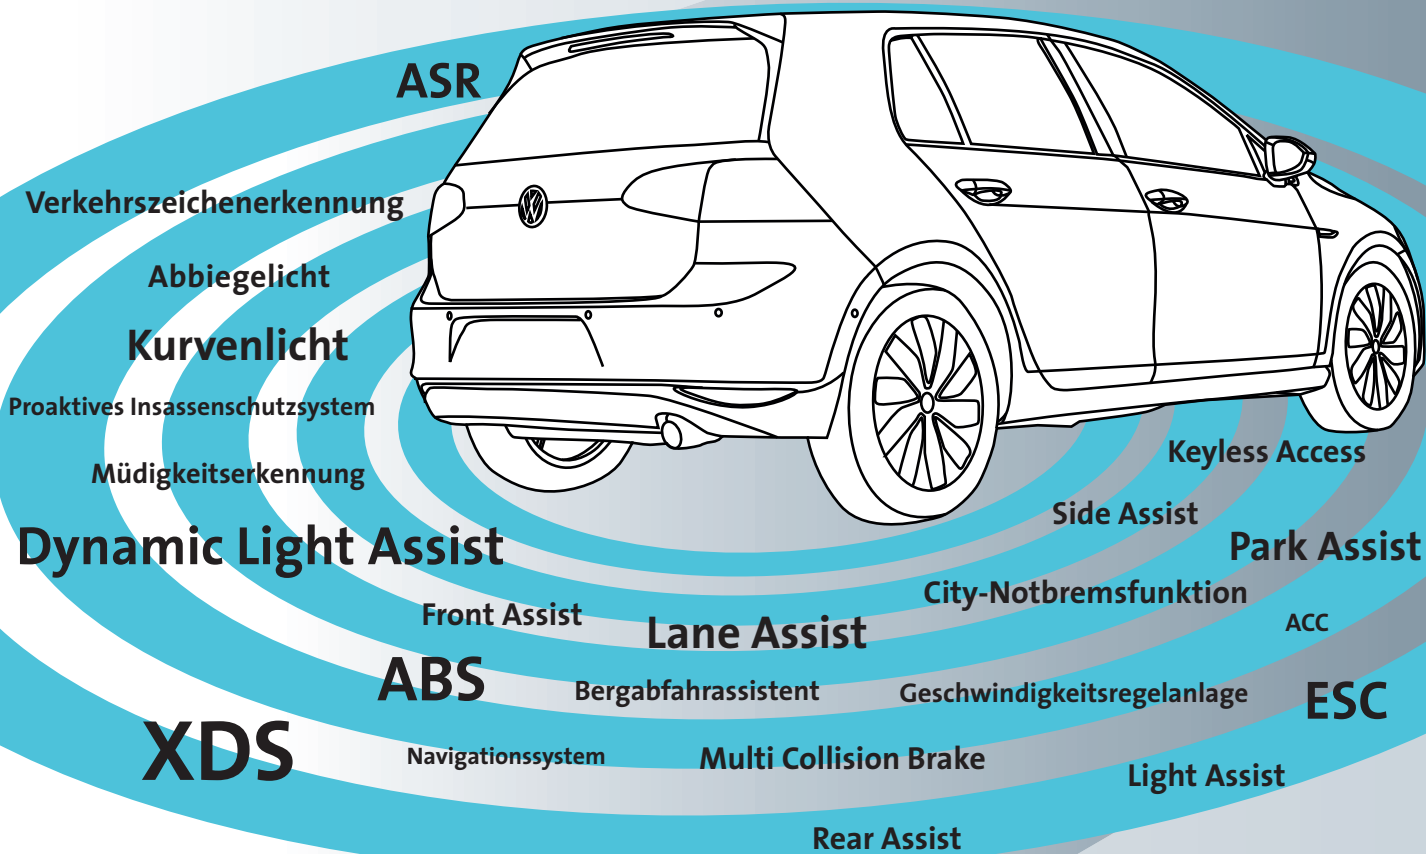 ASR
Verkehrszeichenerkennung
Abbiegelicht
Kurvenlicht
Proaktives Insassenschutzsystem
Müdigkeitserkennung
Keyless Access
Side Assist
Dynamic Light Assist
Park Assist
City-Notbremsfunktion
Front Assist
Lane Assist
ACC
ABS
Bergabfahrassistent
Geschwindigkeitsregelanlage
ESC
XDS
Navigationssystem
Multi Collision Brake
Light Assist
Rear Assist